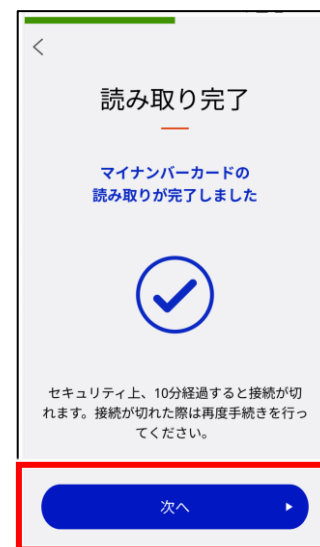 読み取り完了
マイナンバーカードの
読み取りが完了しました
セキュリティ上、10分経過すると接続が切
れます。接続が切れた際は再度手続きを行っ
てください。
次へ